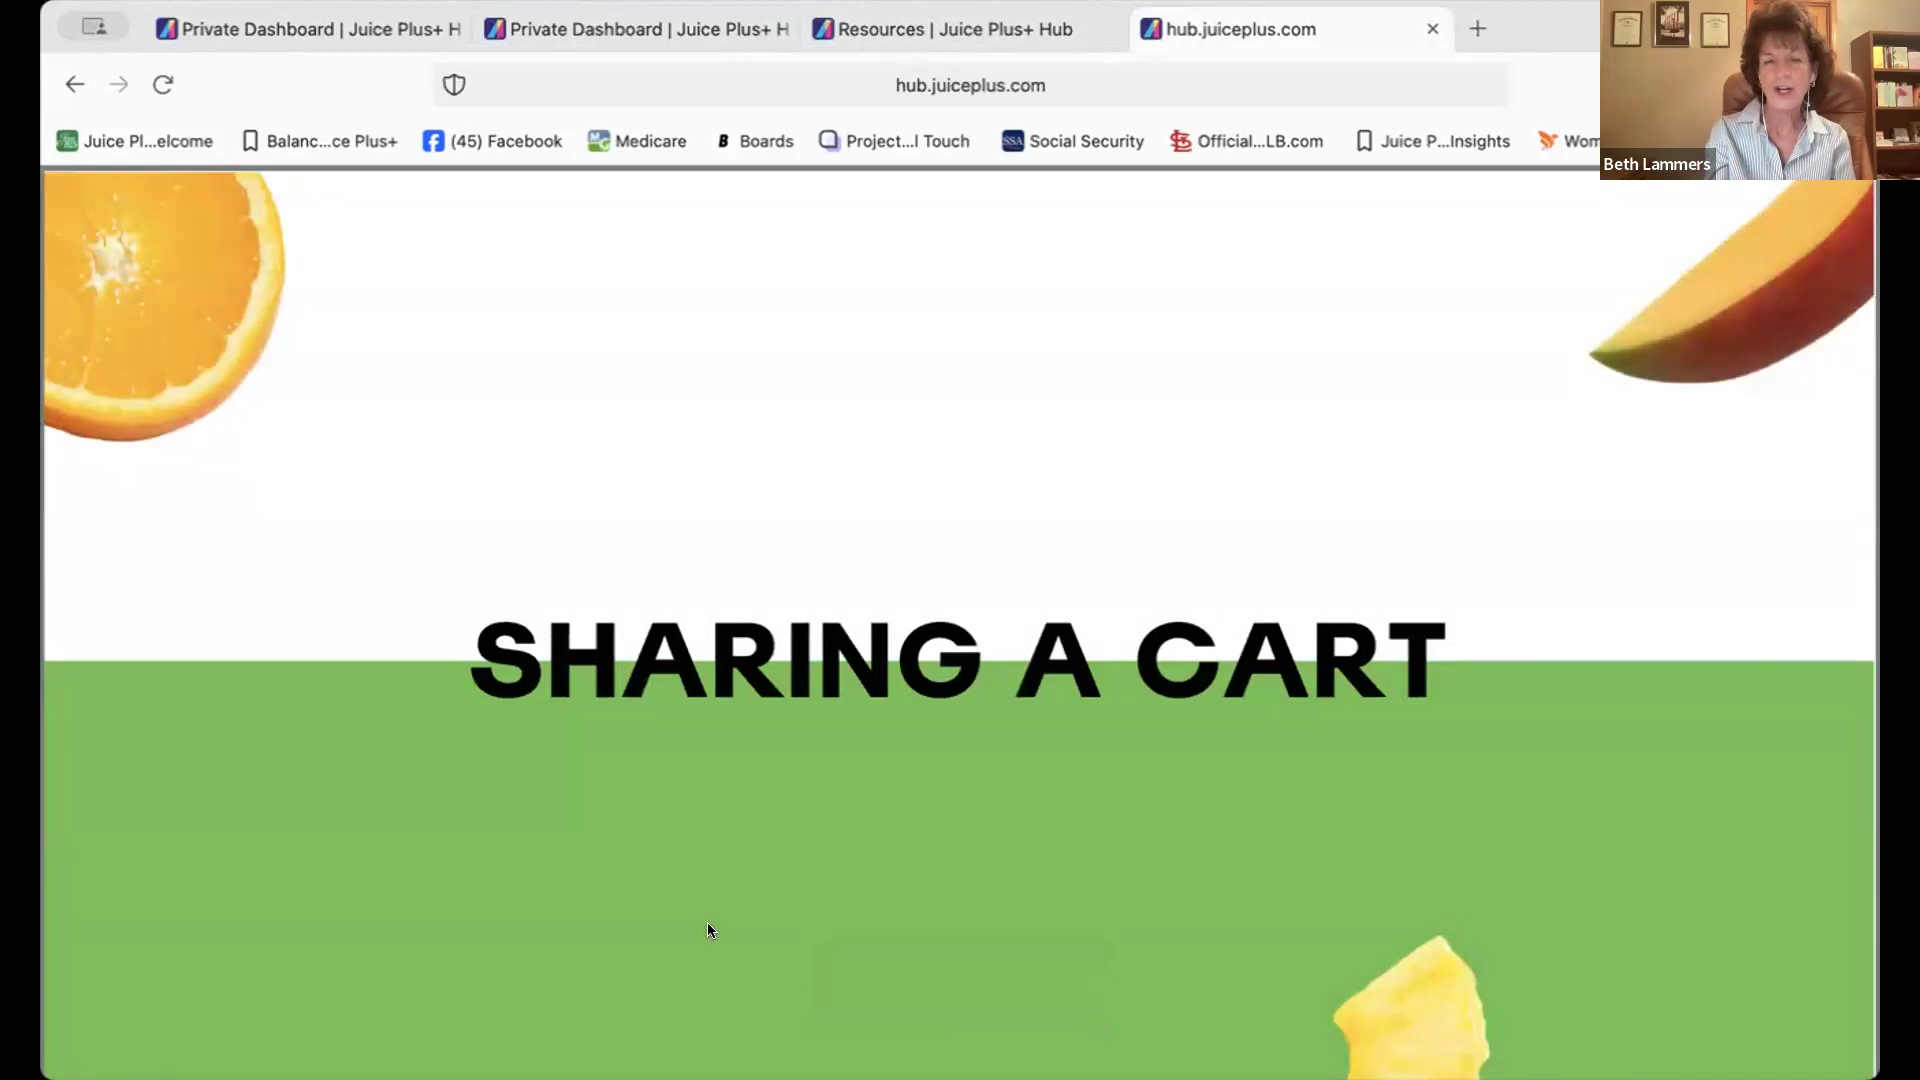 Private Dashboard | Juice Plus+ H
Private Dashboard | Juice Plus+ H
Resources | Juice Plus+ Hub
hub.juiceplus.com
hub.juiceplus.com
Juice Pl...elcome
Balanc...ce Plus+
(45) Facebook
Medicare
B Boards
Project...l Touch
SSA Social Security
Official...LB.com
Juice P...Insights
Wom
Beth Lammers
SHARING A CART